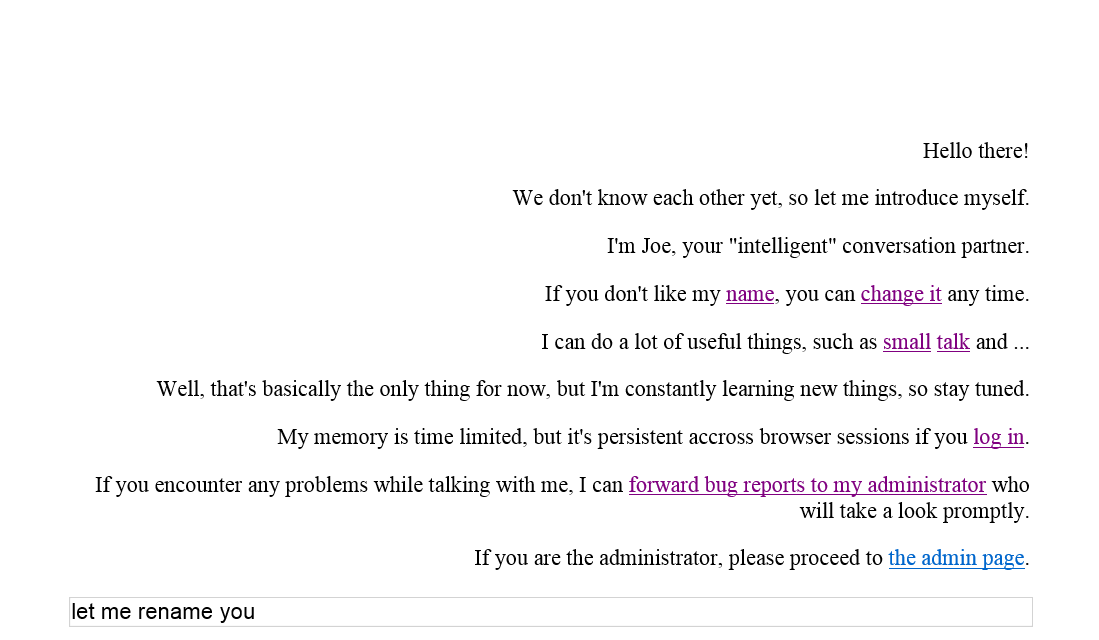 Hello there!
We don't know each other yet, so let me introduce myself.
I'm Joe, your "intelligent" conversation partner.
If you don't like my name, you can change it any time.
I can do a lot of useful things, such as small talk and ...
Well, that's basically the only thing for now, but I'm constantly learning new things, so stay tuned.
My memory is time limited, but it's persistent accross browser sessions if you log in.
If you encounter any problems while talking with me, I can forward bug reports to my administrator who
will take a look promptly.
If you are the administrator, please proceed to the admin page.
let me rename you